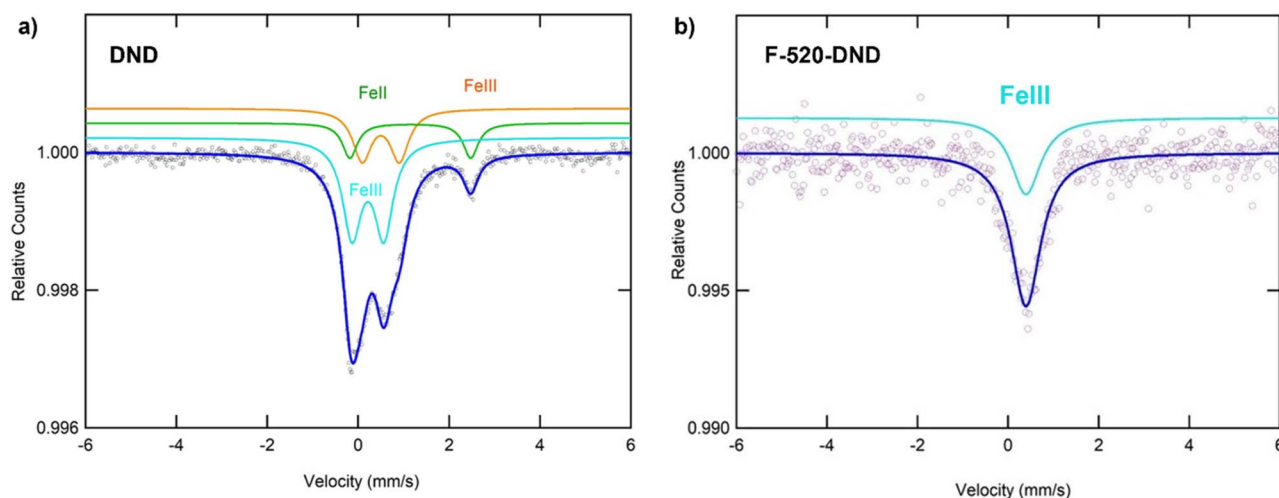 a)
DND
FeII
FeIII
FeIII
1.000
0.998
0.996
-6
-4
-2
0
2
4
6
Relative Counts
Velocity (mm/s)
b)
F-520-DND
FeIII
1.000
0.995
0.990
-6
-4
-2
0
2
4
6
Relative Counts
Velocity (mm/s)